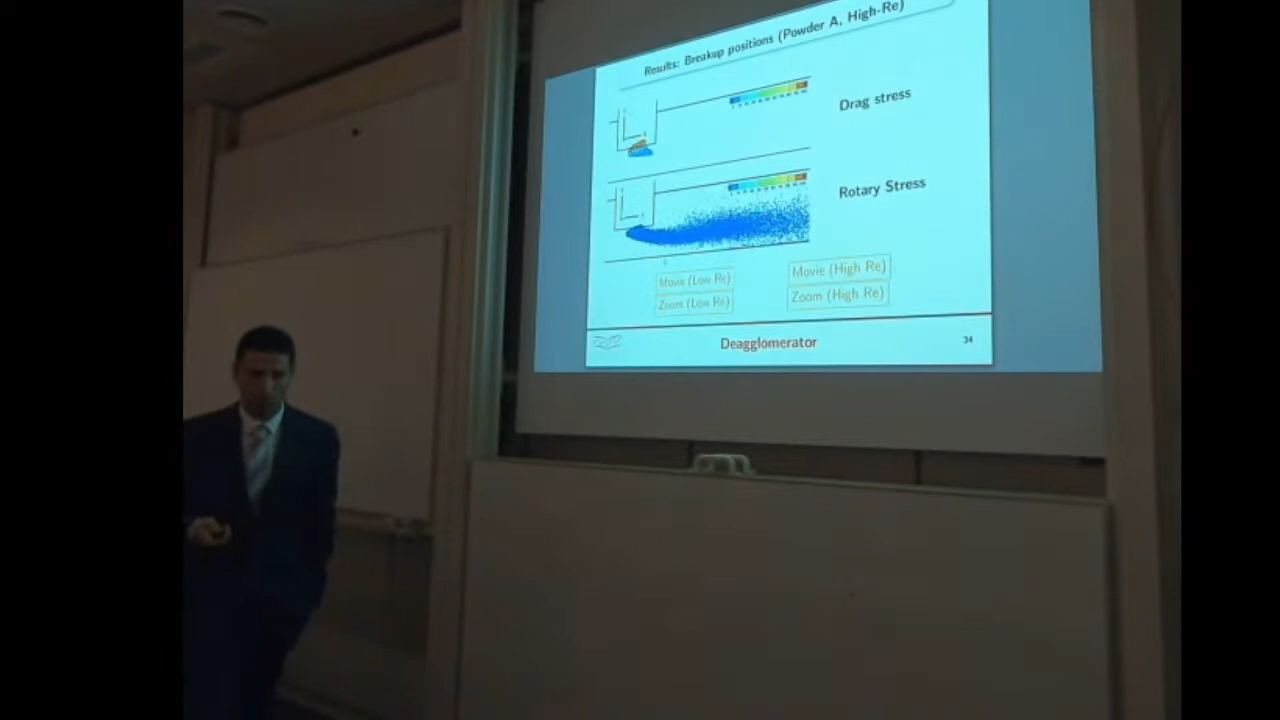 Results: Breakup positions (Powder A, High-Re)
Drag stress
Rotary Stress
Movie (Low Re)
Movie (High Re)
Zoom (Low Re)
Zoom (High Re)
Deagglomerator
34